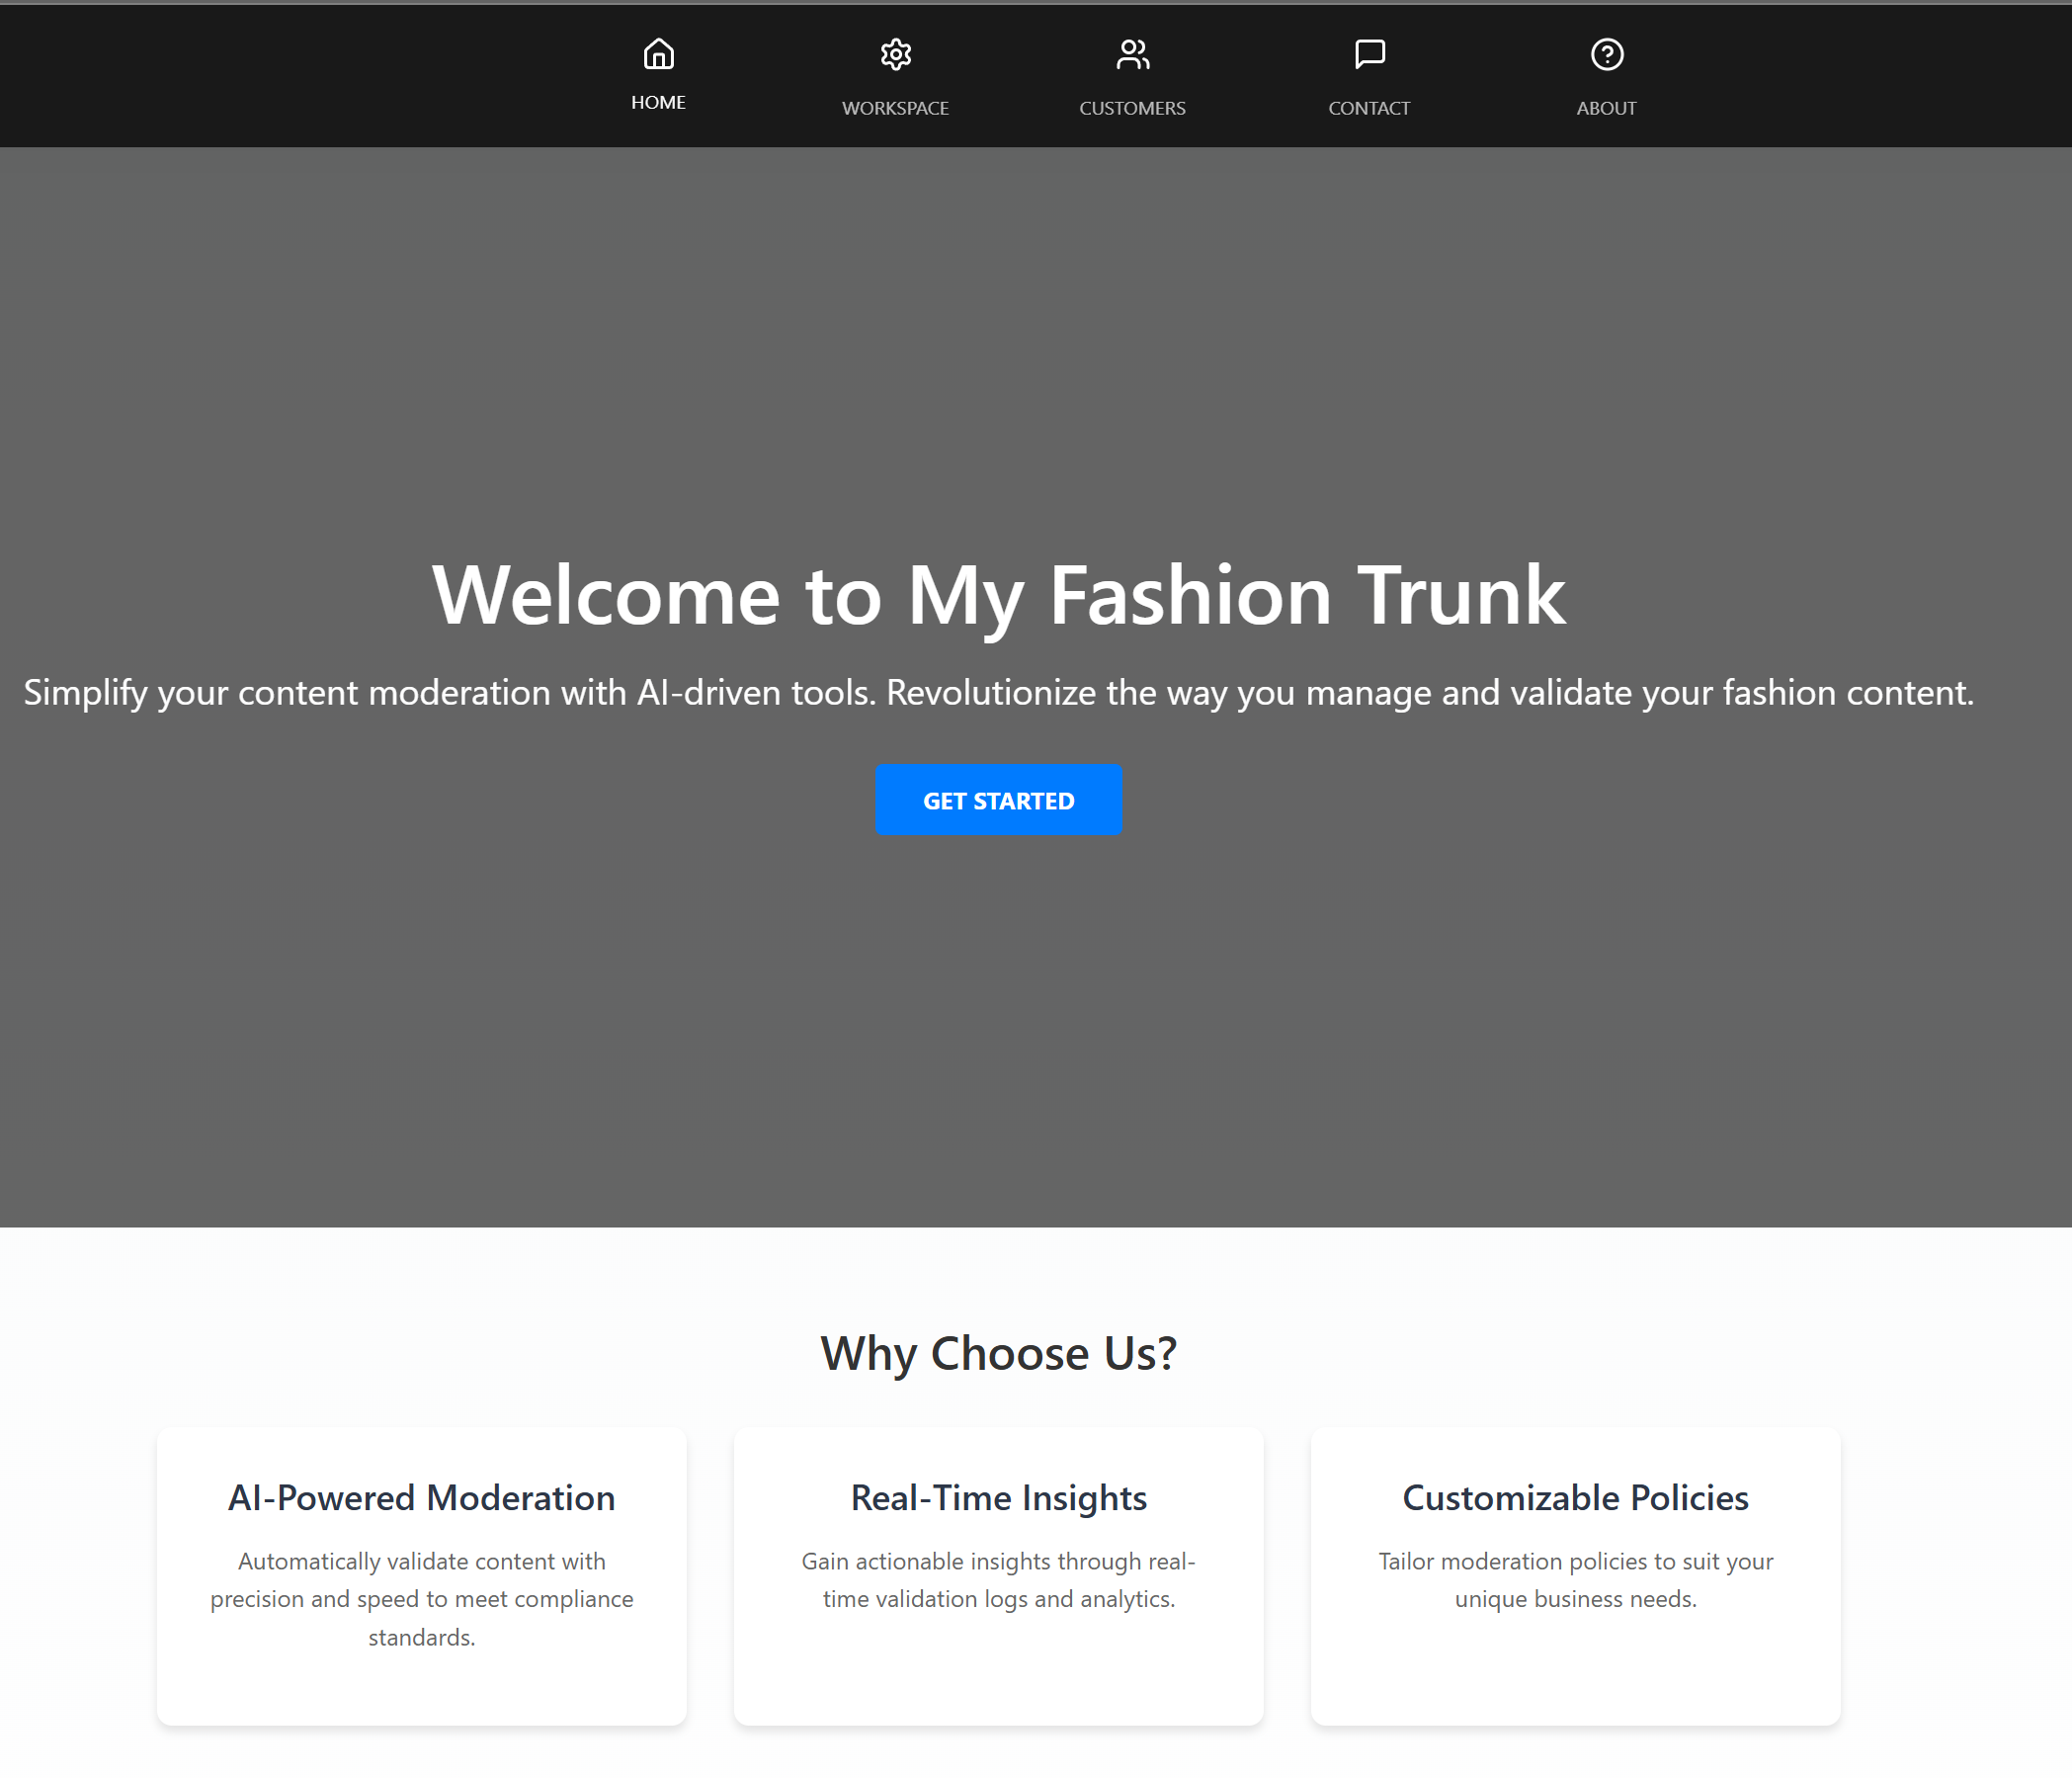 HOME
WORKSPACE
CUSTOMERS
CONTACT
ABOUT
Welcome to My Fashion Trunk
Simplify your content moderation with AI-driven tools. Revolutionize the way you manage and validate your fashion content.
GET STARTED
Why Choose Us?
AI-Powered Moderation
Automatically validate content with
precision and speed to meet compliance
standards.
Real-Time Insights
Gain actionable insights through real-
time validation logs and analytics.
Customizable Policies
Tailor moderation policies to suit your
unique business needs.